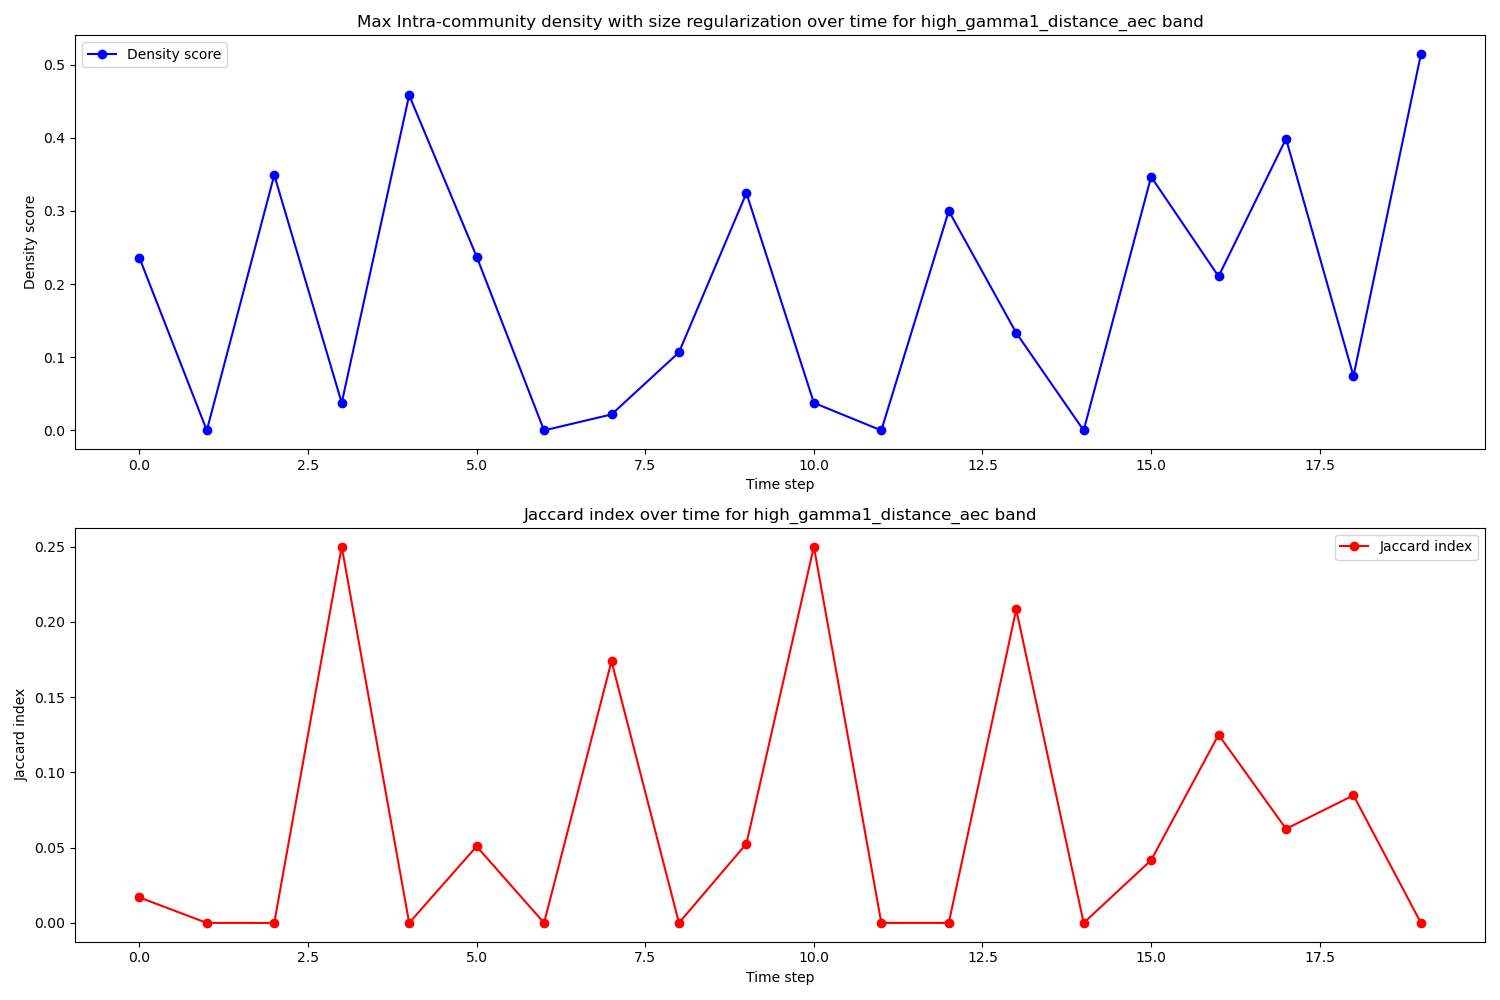 Max Intra-community density with size regularization over time for high_gamma1_distance_aec band
Density score
0.5
0.4
0.3
0.2
0.1
0.0
Density score
0.0 2.5 5.0 7.5 10.0 12.5 15.0 17.5
Time step
Jaccard index over time for high_gamma1_distance_aec band
Jaccard index
0.25
0.20
0.15
0.10
0.05
0.00
Jaccard index
0.0 2.5 5.0 7.5 10.0 12.5 15.0 17.5
Time step